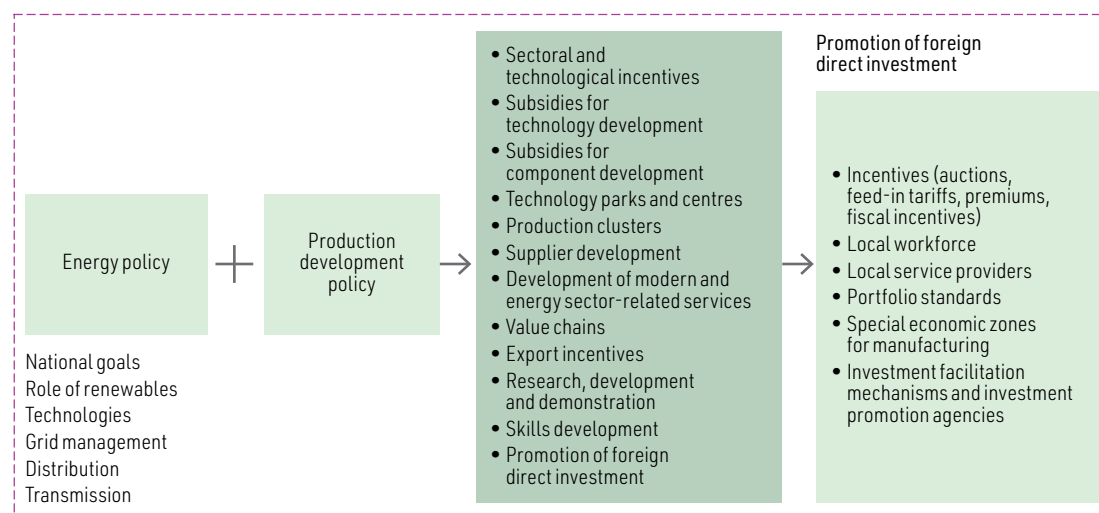 Energy policy
National goals
Role of renewables
Technologies
Grid management
Distribution
Transmission
Production
development
policy
• Sectoral and
technological incentives
• Subsidies for
technology development
• Subsidies for
component development
• Technology parks and centres
• Production clusters
• Supplier development
• Development of modern and
energy sector-related services
• Value chains
• Export incentives
• Research, development
and demonstration
• Skills development
• Promotion of foreign
direct investment
Promotion of foreign
direct investment
• Incentives (auctions,
feed-in tariffs, premiums,
fiscal incentives)
• Local workforce
• Local service providers
• Portfolio standards
• Special economic zones
for manufacturing
• Investment facilitation
mechanisms and investment
promotion agencies